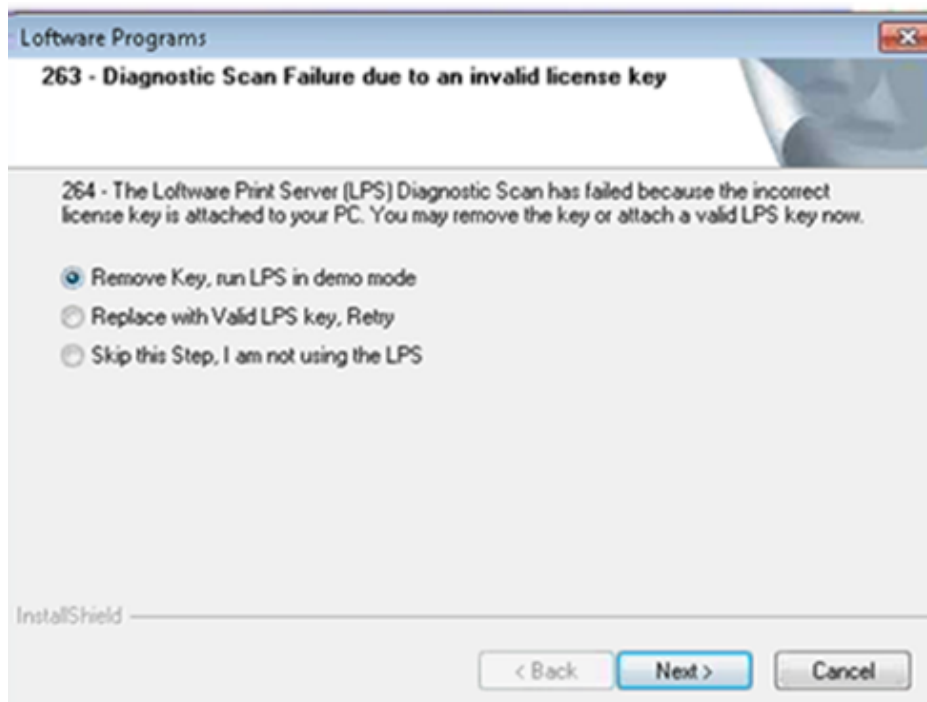 Loftware Programs
263 - Diagnostic Scan Failure due to an invalid license key
264 - The Loftware Print Server (LPS) Diagnostic Scan has failed because the incorrect
license key is attached to your PC. You may remove the key or attach a valid LPS key now.
Remove Key, run LPS in demo mode
Replace with Valid LPS key, Retry
Skip this Step, I am not using the LPS
InstallShield
< Back Next > Cancel